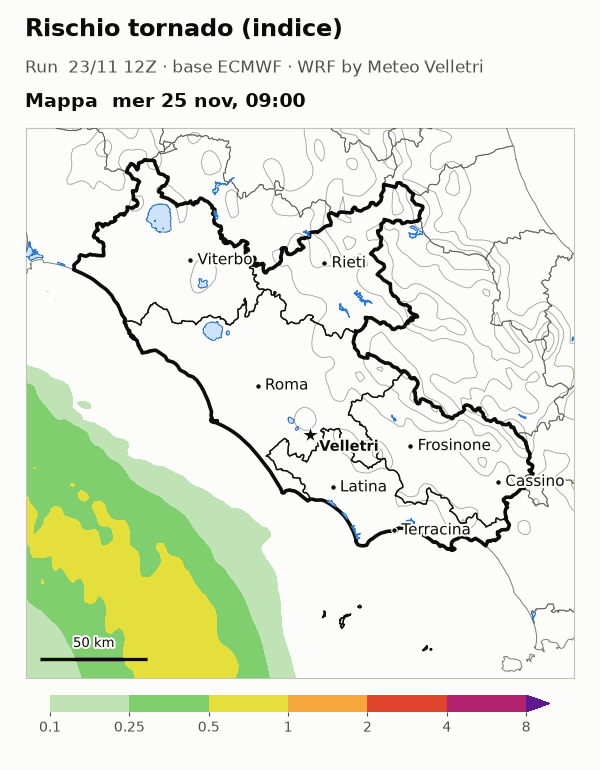 Rischio tornado (indice)
Run  23/11 12Z · base ECMWF · WRF by Meteo Velletri
Mappa  mer 25 nov, 09:00
Viterbo
Rieti
Roma
Velletri
Frosinone
Cassino
Latina
Terracina
50 km
0.1 0.25 0.5 1 2 4 8